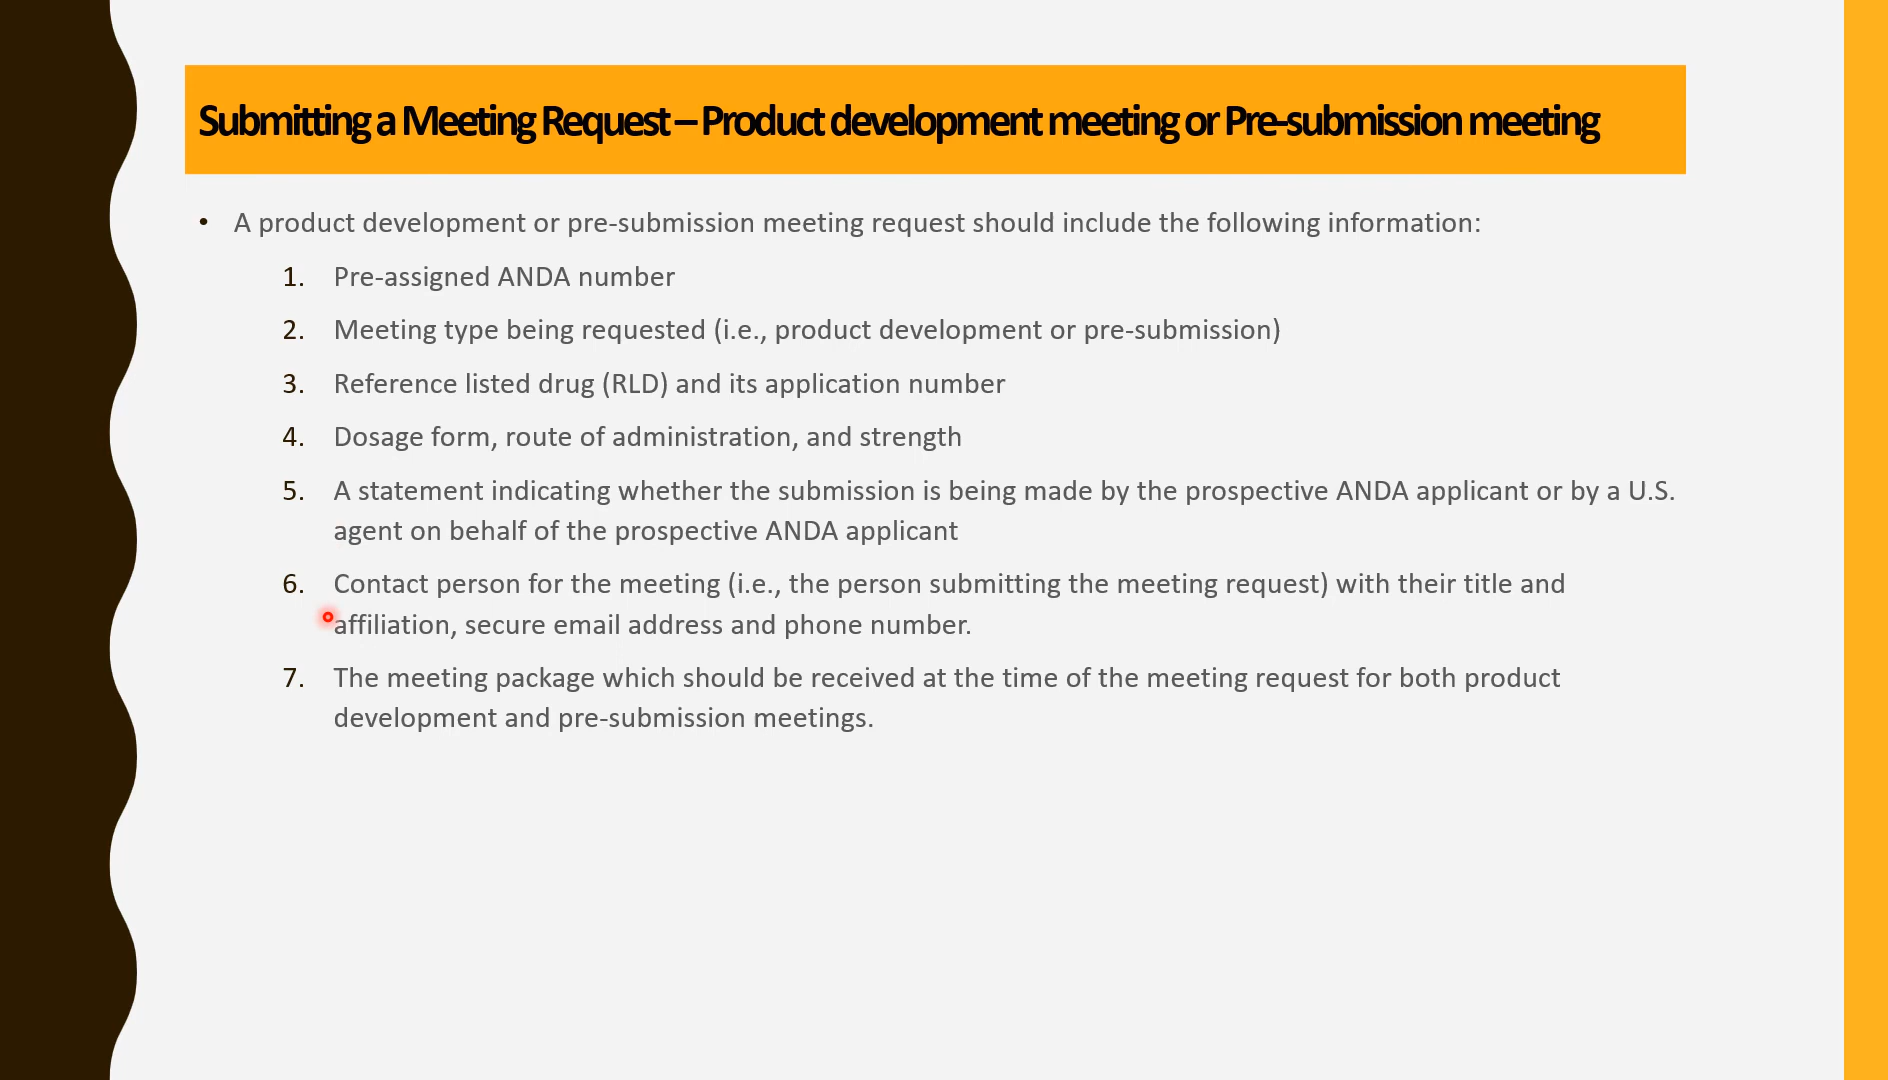 Submitting a Meeting Request – Product development meeting or Pre-submission meeting
• A product development or pre-submission meeting request should include the following information:
1. Pre-assigned ANDA number
2. Meeting type being requested (i.e., product development or pre-submission)
3. Reference listed drug (RLD) and its application number
4. Dosage form, route of administration, and strength
5. A statement indicating whether the submission is being made by the prospective ANDA applicant or by a U.S.
agent on behalf of the prospective ANDA applicant
6. Contact person for the meeting (i.e., the person submitting the meeting request) with their title and
affiliation, secure email address and phone number.
7. The meeting package which should be received at the time of the meeting request for both product
development and pre-submission meetings.